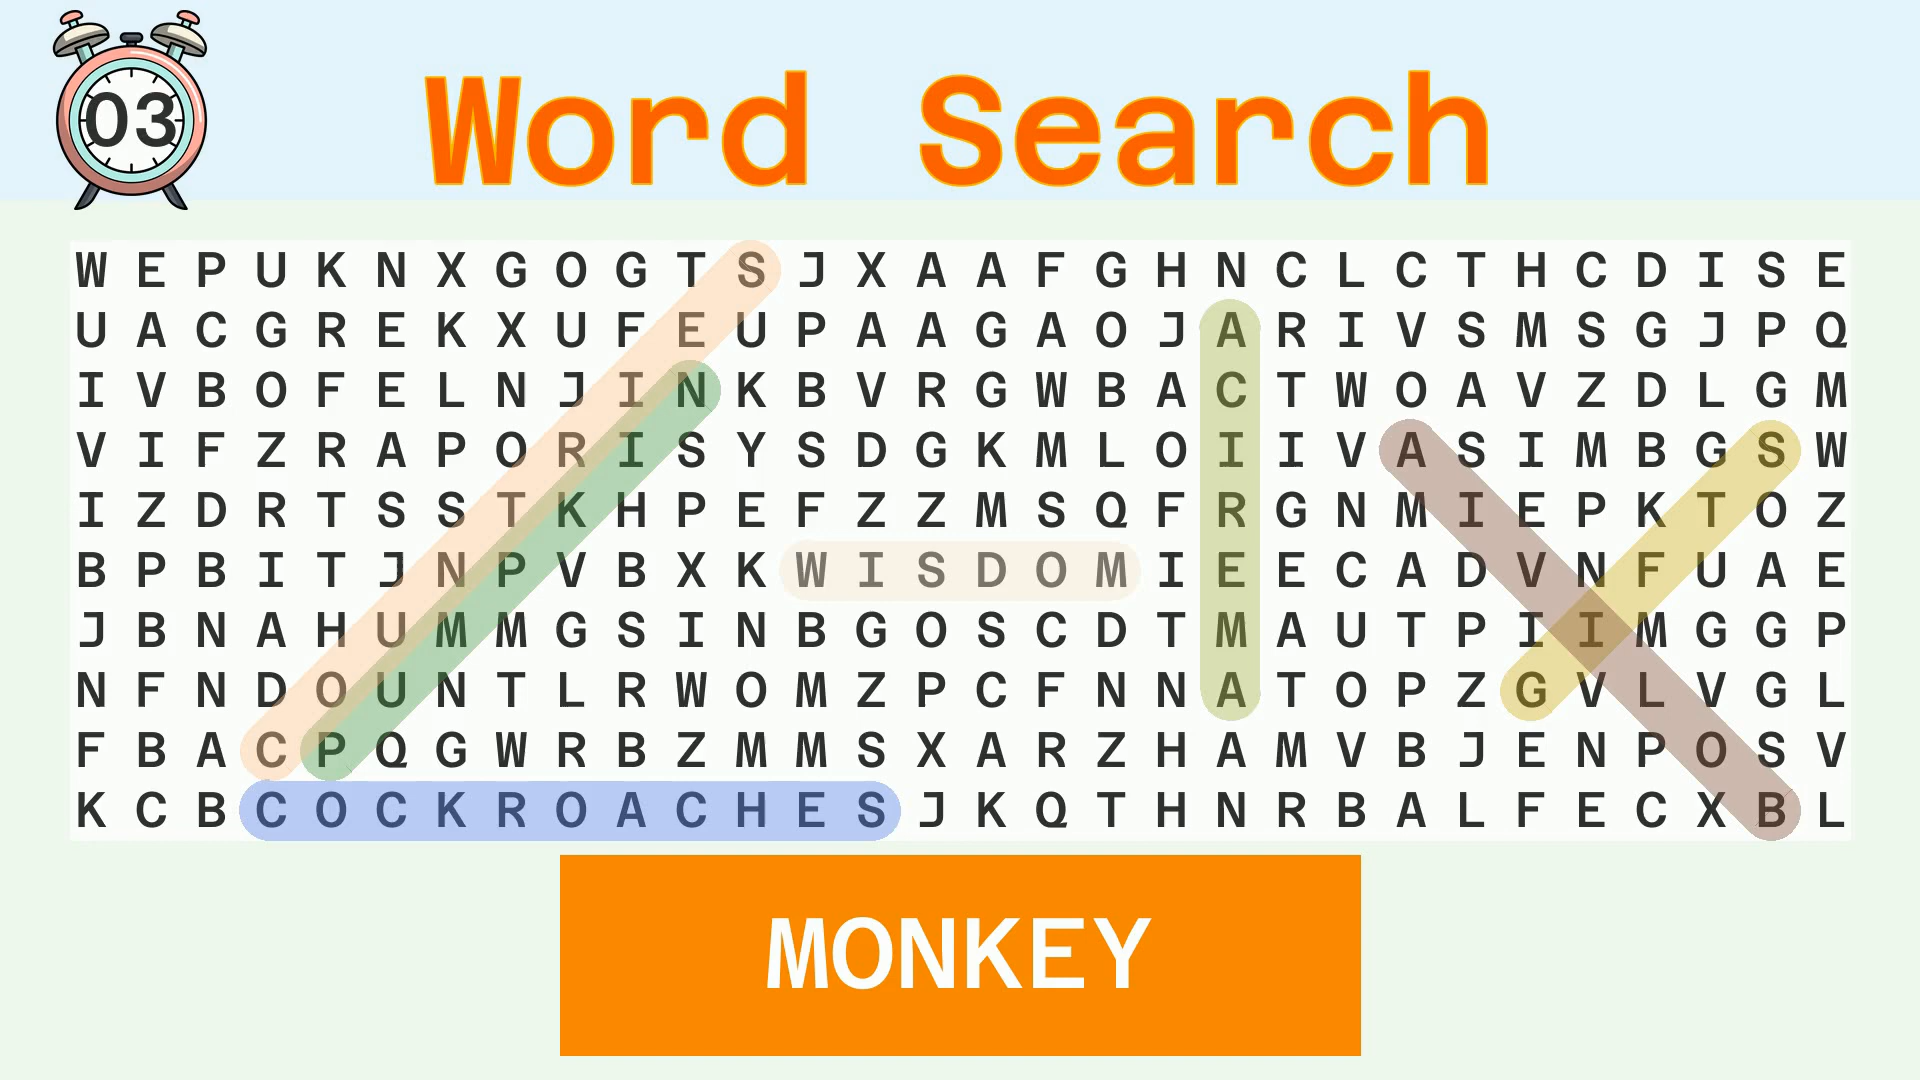 03
Word Search
W E P U K N X G O G T S J X A A F G H N C L C T H C D I S E
U A C G R E K X U F E U P A A G A O J A R I V S M S G J P Q
I V B O F E L N J I N K B V R G W B A C T W O A V Z D L G M
V I F Z R A P O R I S Y S D G K M L O I I V A S I M B G S W
I Z D R T S S T K H P E F Z Z M S Q F R G N M I E P K T O Z
B P B I T J N P V B X K W I S D O M I E E C A D V N F U A E
J B N A H U M M G S I N B G O S C D T M A U T P I I M G G P
N F N D O U N T L R W O M Z P C F N N A T O P Z G V L V G L
F B A C P Q G W R B Z M M S X A R Z H A M V B J E N P O S V
K C B C O C K R O A C H E S J K Q T H N R B A L F E C X B L
MONKEY